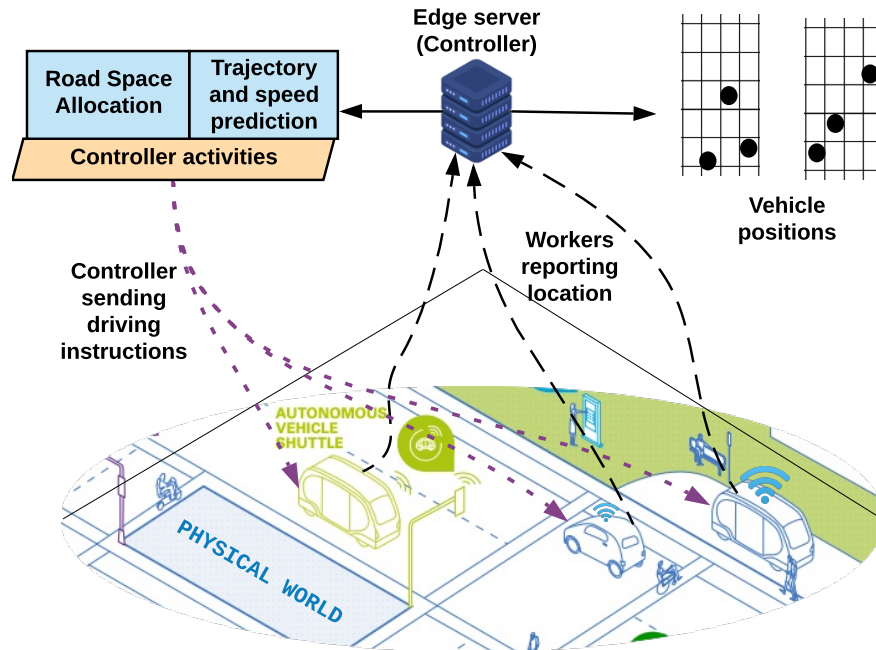 Edge server
(Controller)
Road Space
Allocation
Trajectory
and speed
prediction
Controller activities
Vehicle
positions
Workers
reporting
location
Controller
sending
driving
instructions
AUTONOMOUS
VEHICLE
SHUTTLE
PHYSICAL WORLD